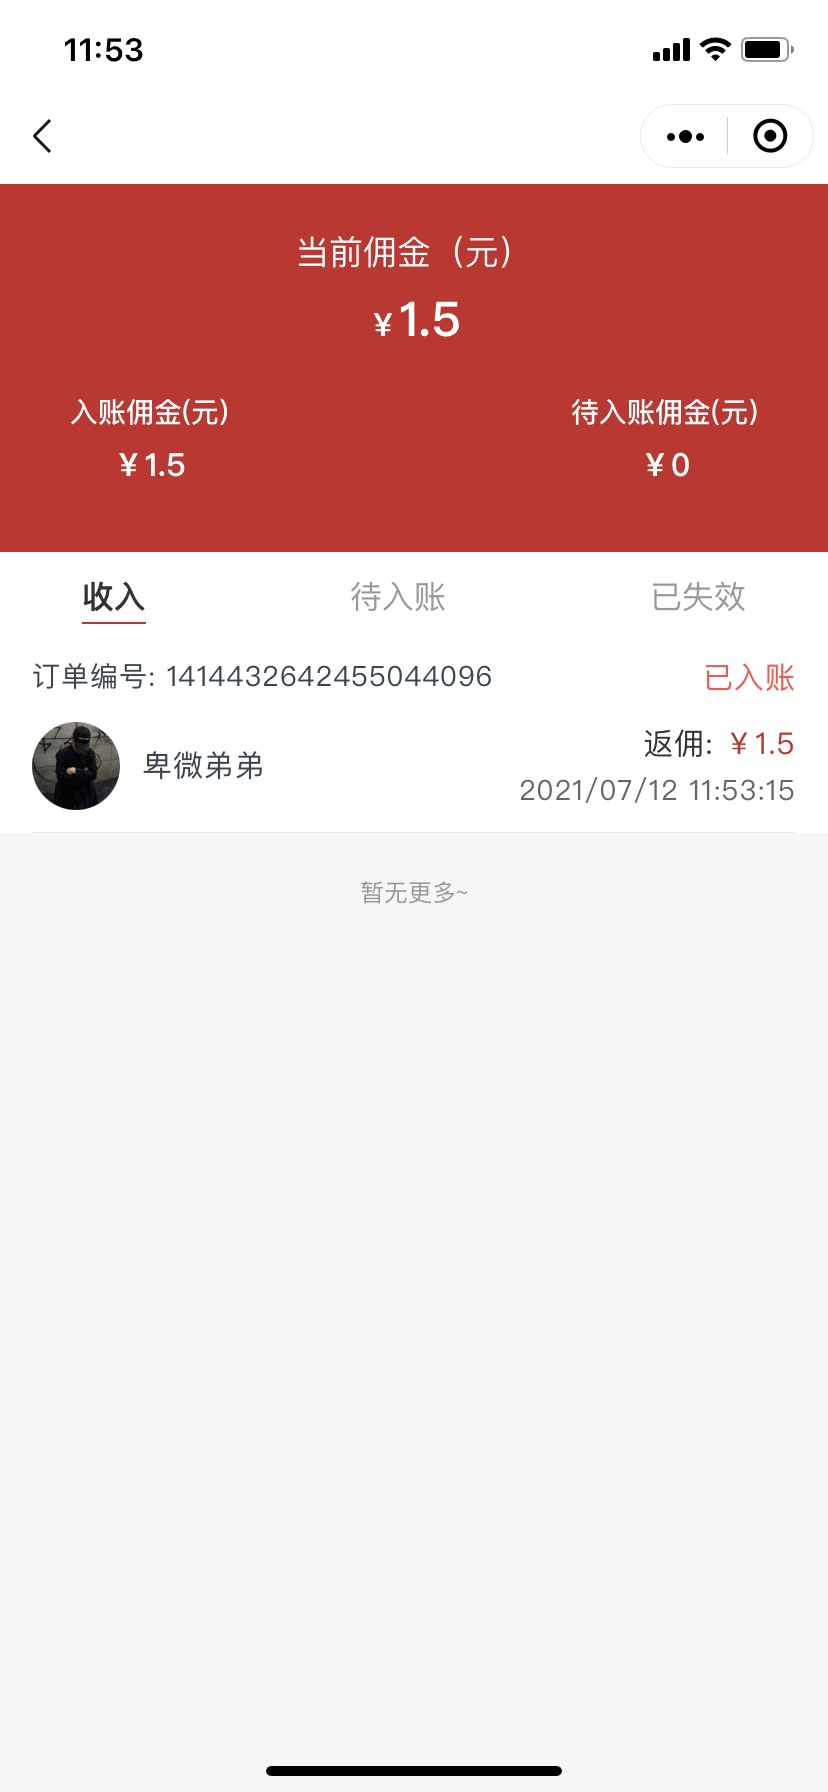 11:53
当前佣金（元）
¥1.5
入账佣金(元)
待入账佣金(元)
¥1.5
¥0
收入
待入账
已失效
订单编号: 1414432642455044096
已入账
卑微弟弟
返佣: ¥1.5
2021/07/12 11:53:15
暂无更多~